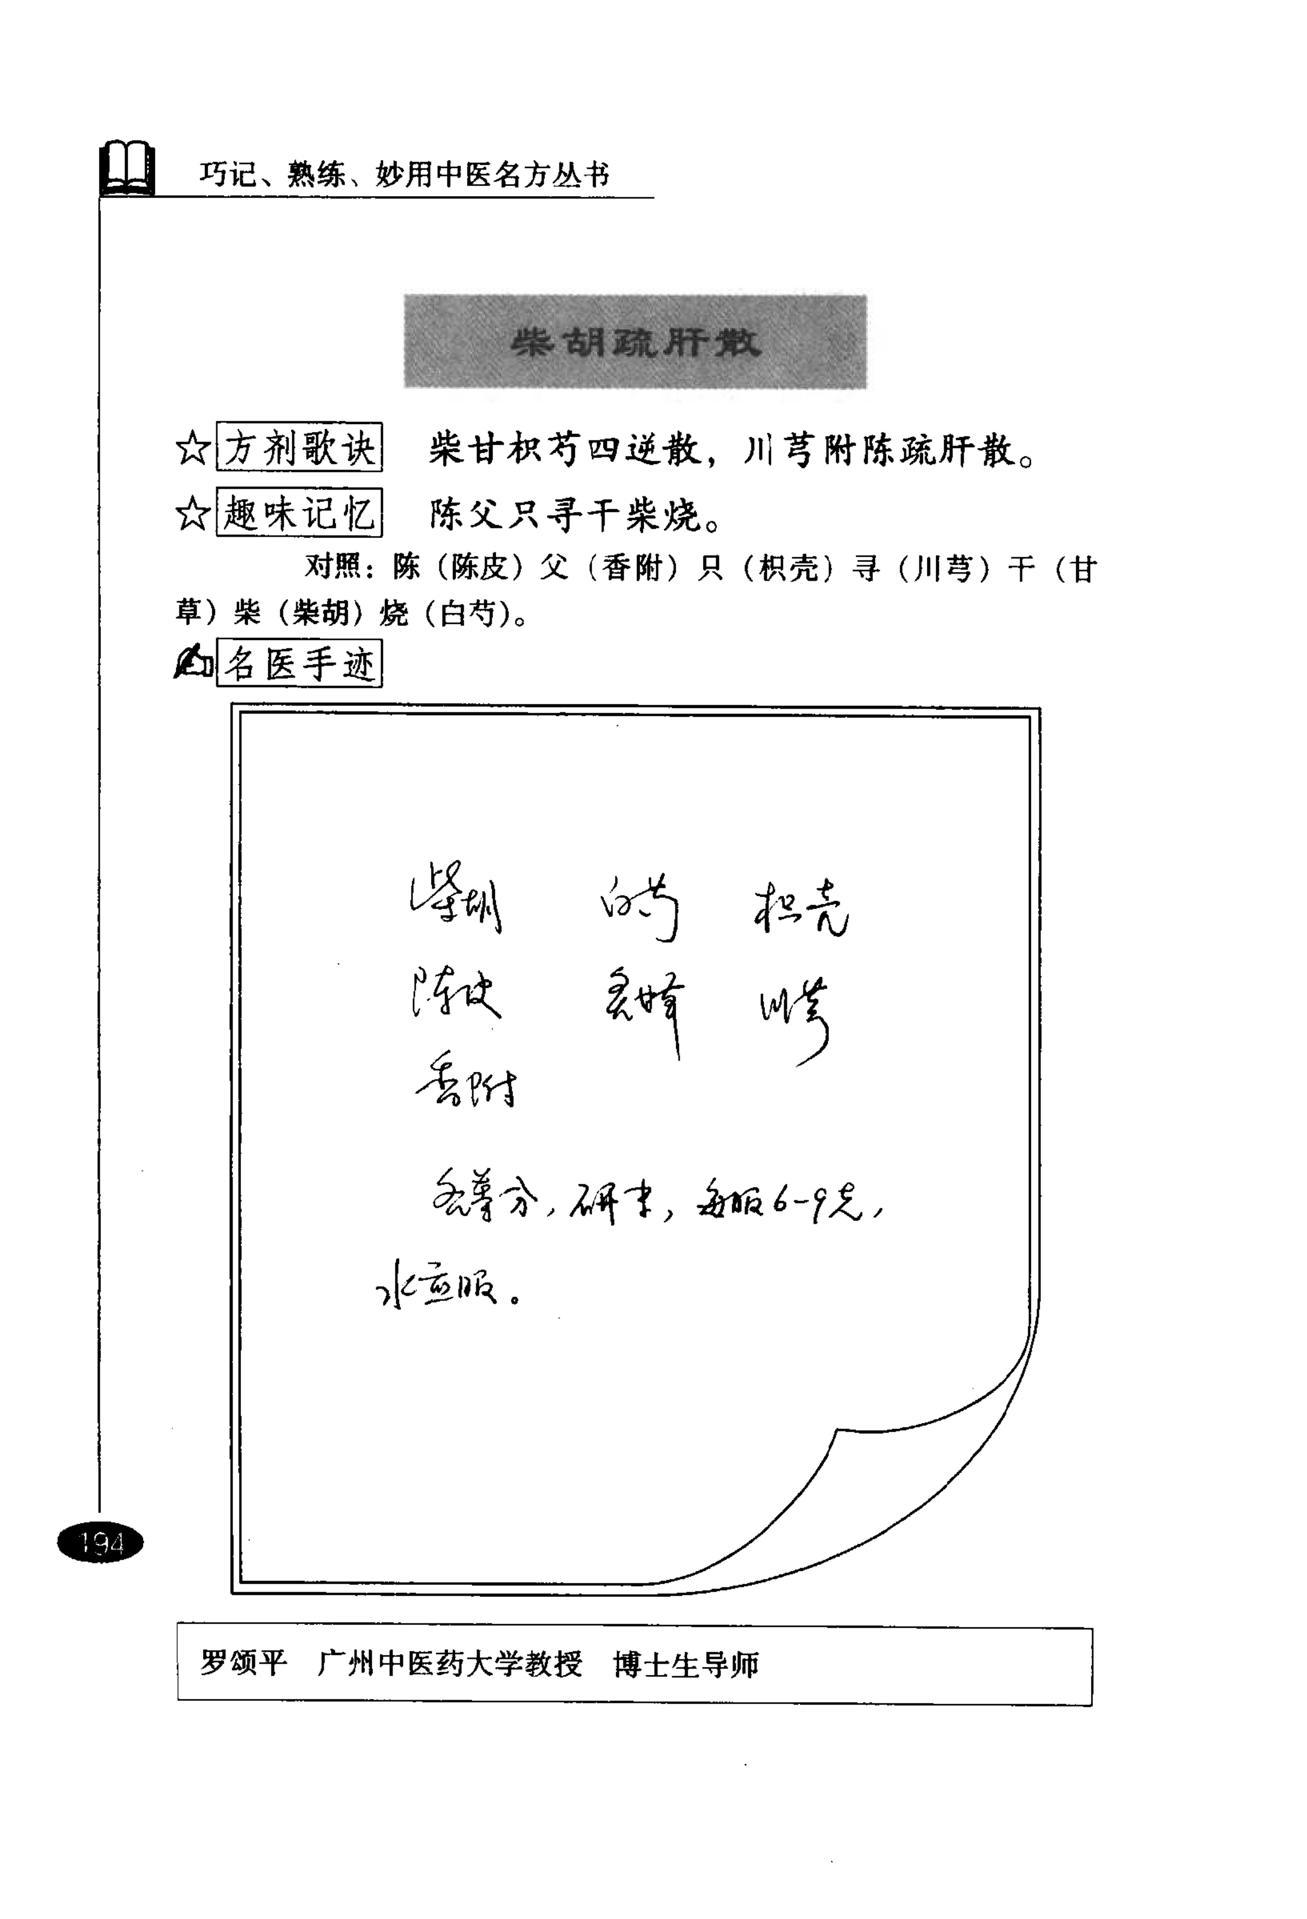 巧记、熟练、妙用中医名方丛书
柴胡疏肝散
☆方剂歌诀 柴甘枳芍四逆散，川芎附陈疏肝散。
☆趣味记忆 陈父只寻干柴烧。
对照：陈（陈皮）父（香附）只（枳壳）寻（川芎）干（甘
草）柴（柴胡）烧（白芍）。
名医手迹
柴胡 白芍 枳壳
陈皮 炙甘草 川芎
香附
各等分，研末，每服6-9克，
水煎服。
194
罗颂平 广州中医药大学教授 博士生导师